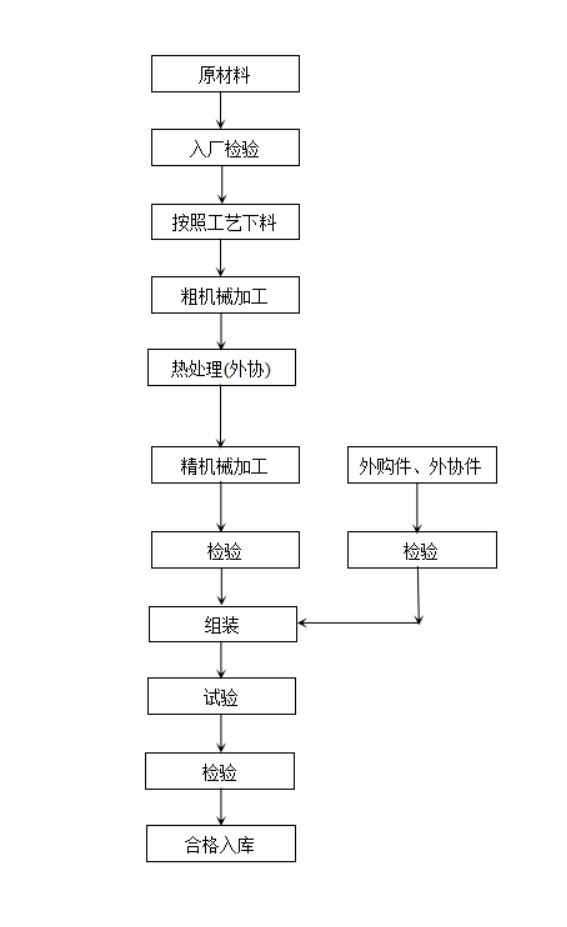 原材料
入厂检验
按照工艺下料
粗机械加工
热处理(外协)
精机械加工
外购件、外协件
检验
检验
组装
试验
检验
合格入库